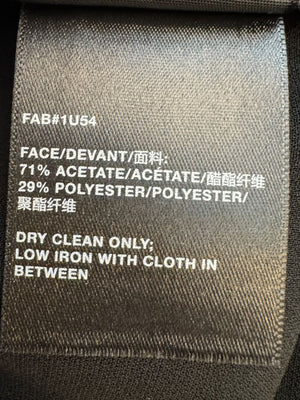 FAB#1U54
FACE/DEVANT/面料:
71% ACETATE/ACÉTATE/醋酯纤维
29% POLYESTER/POLYESTER/
聚酯纤维
DRY CLEAN ONLY;
LOW IRON WITH CLOTH IN
BETWEEN